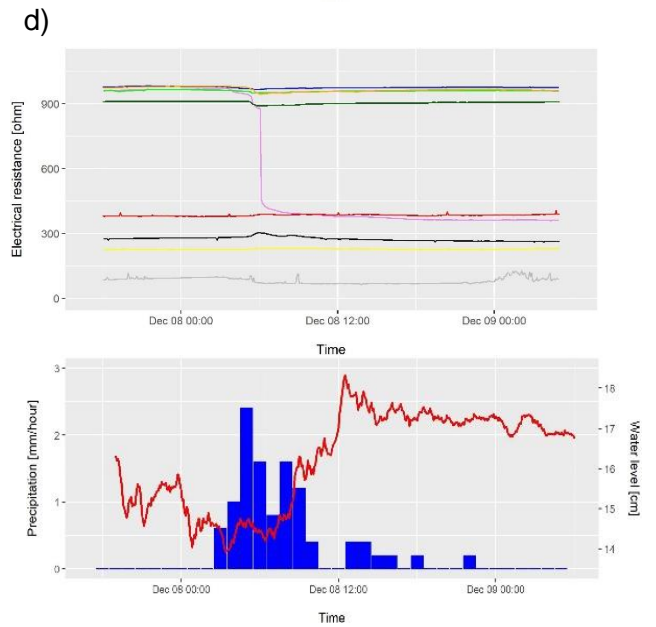 d)
Electrical resistance [ohm]
900
600
300
0
Dec 08 00:00
Dec 08 12:00
Dec 09 00:00
Time
Precipitation [mm/hour]
3
2
1
0
Water level [cm]
18
17
16
15
14
Dec 06 00:00
Dec 08 12:00
Dec 09 00:00
Time